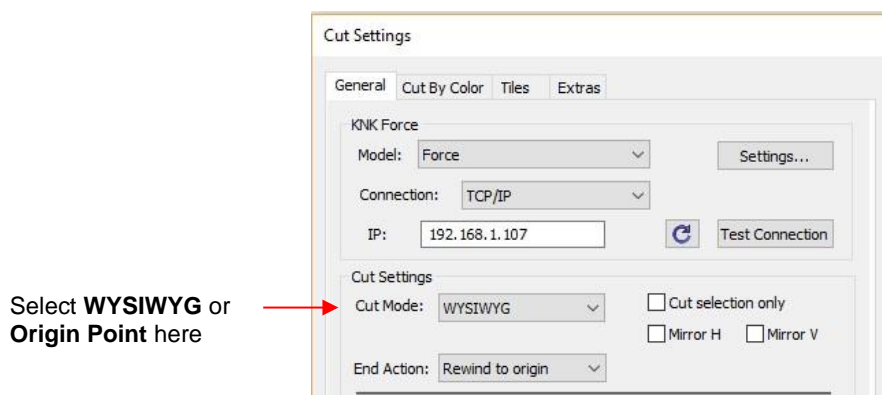 Cut Settings
General Cut By Color Tiles Extras
KNK Force
Model: Force Settings...
Connection: TCP/IP
IP: 192.168.1.107 Test Connection
Cut Settings
Select WYSIWYG or
Origin Point here
Cut Mode: WYSIWYG Cut selection only
Mirror H Mirror V
End Action: Rewind to origin